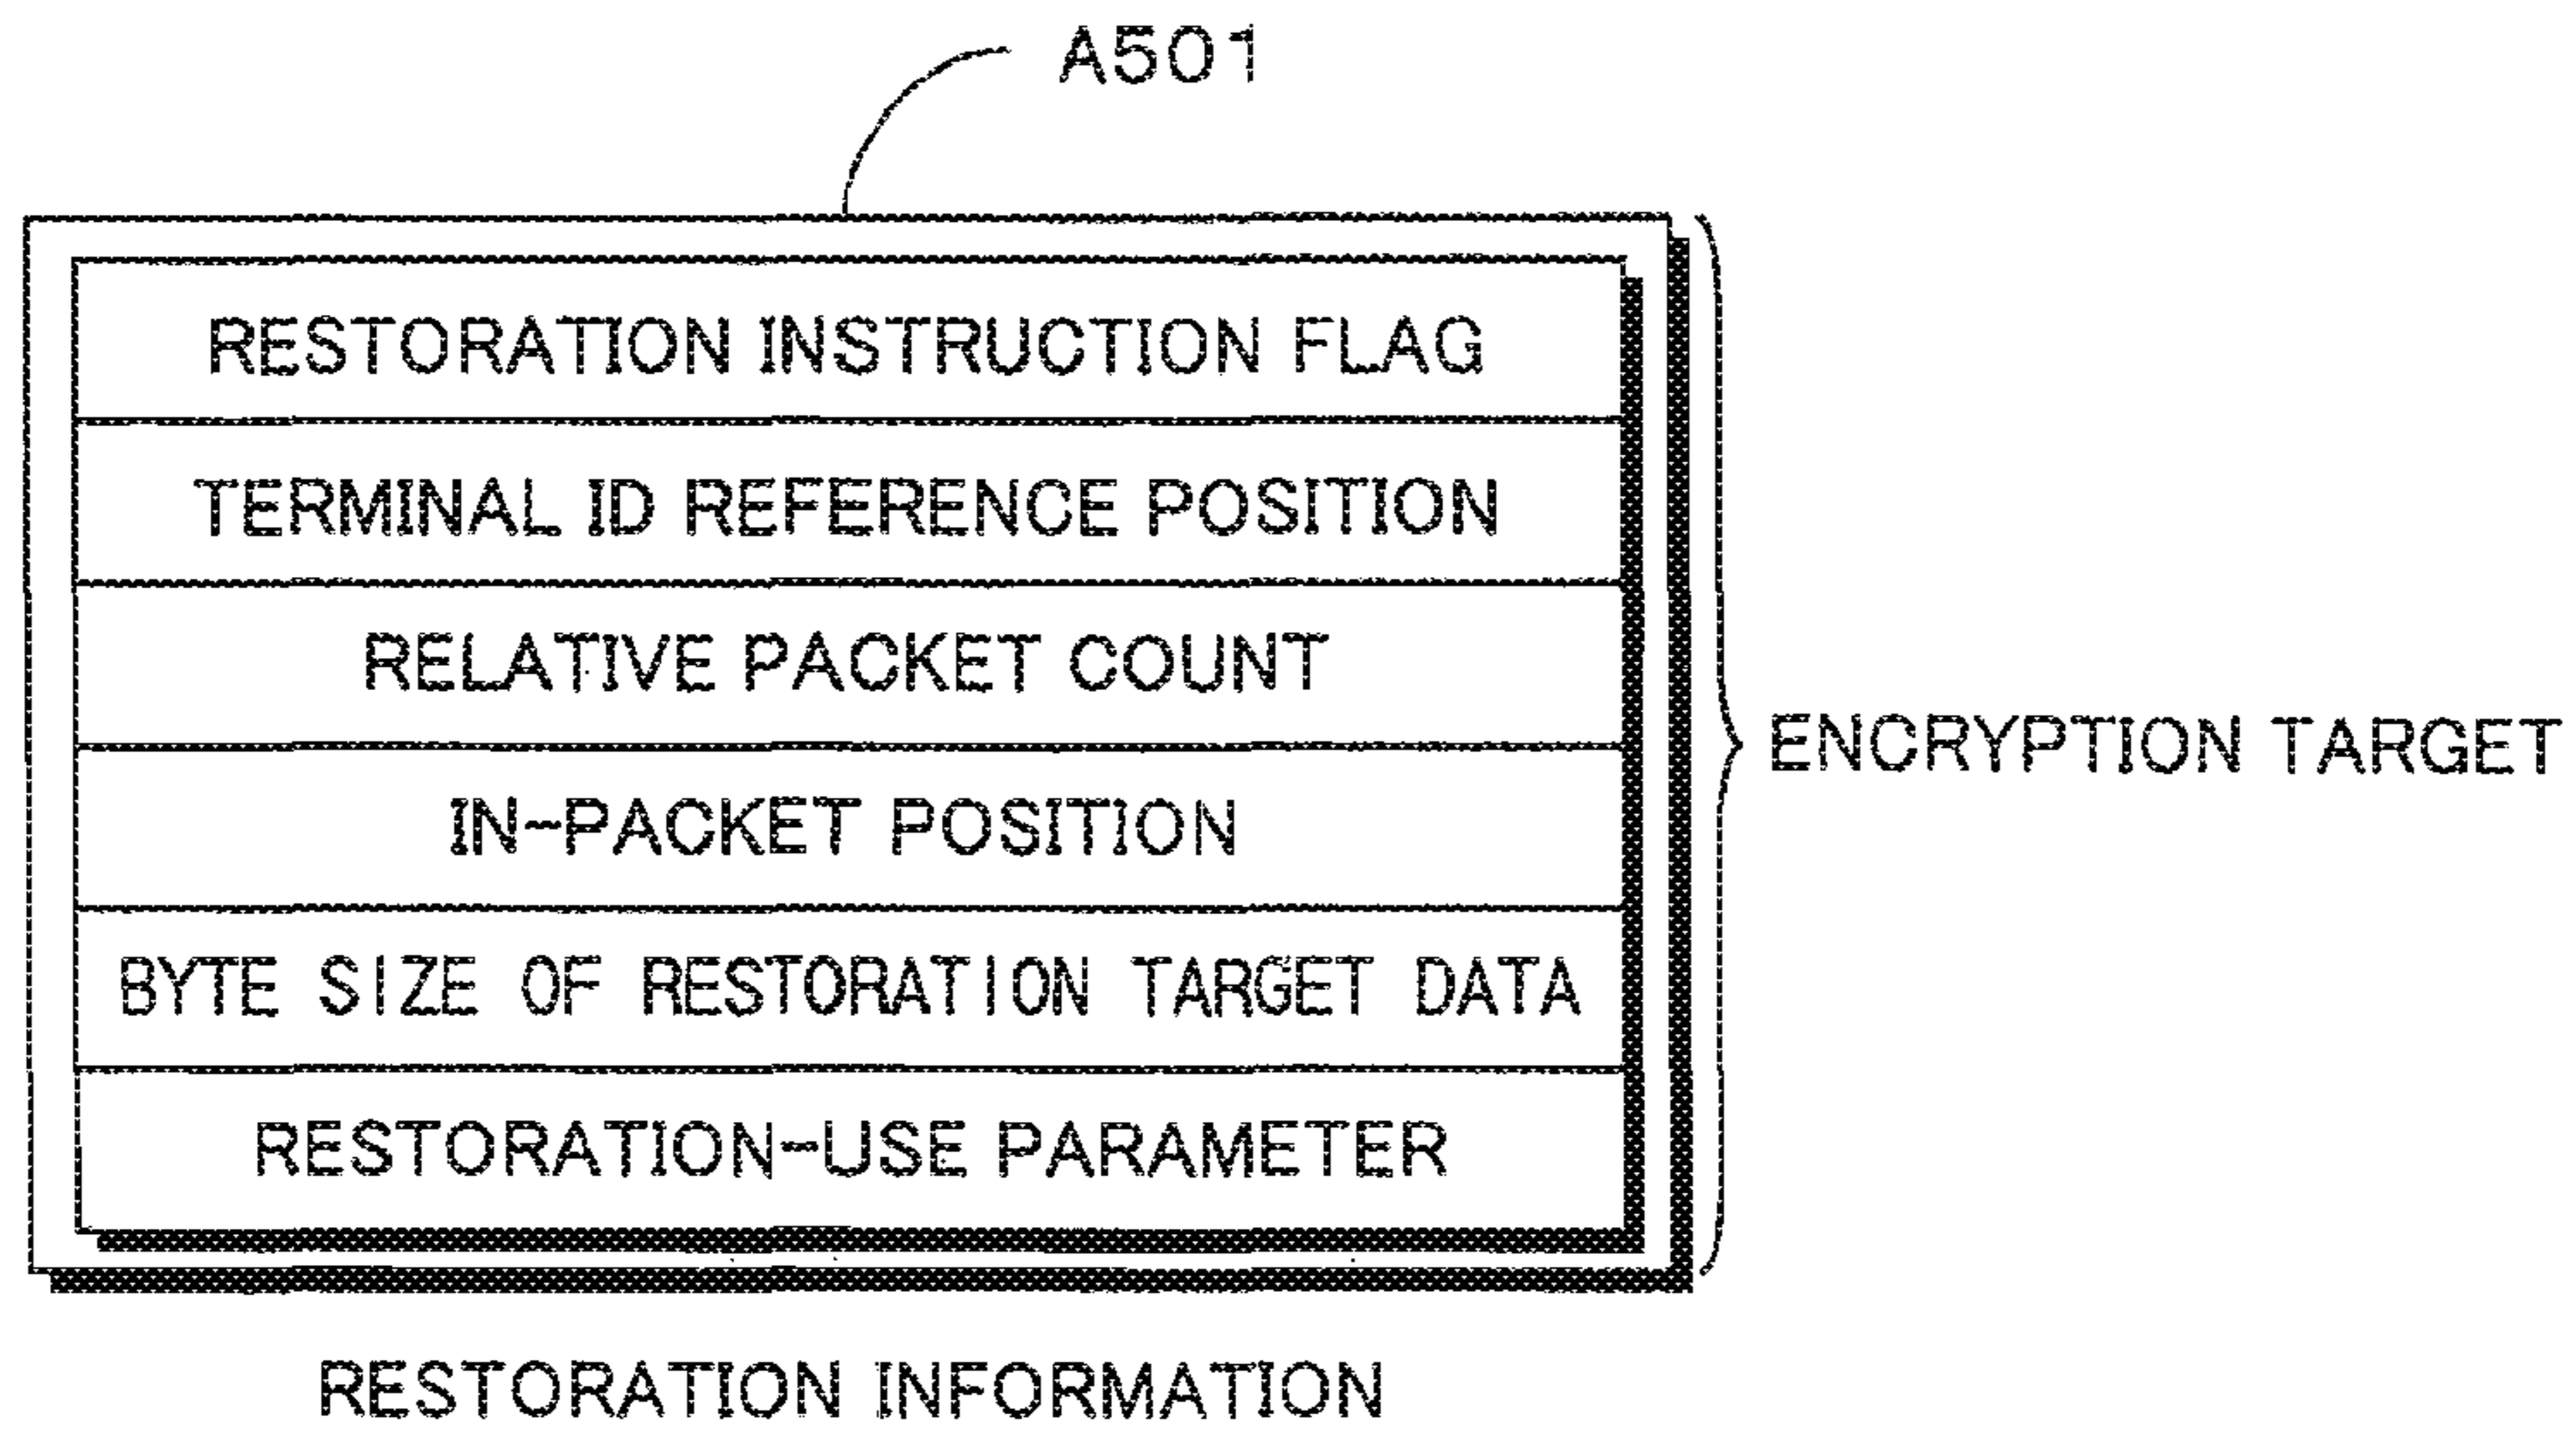 A501
RESTORATION INSTRUCTION FLAG
TERMINAL ID REFERENCE POSITION
RELATIVE PACKET COUNT
IN-PACKET POSITION
ENCRYPTION TARGET
BYTE SIZE OF RESTORATION TARGET DATA
RESTORATION-USE PARAMETER
RESTORATION INFORMATION